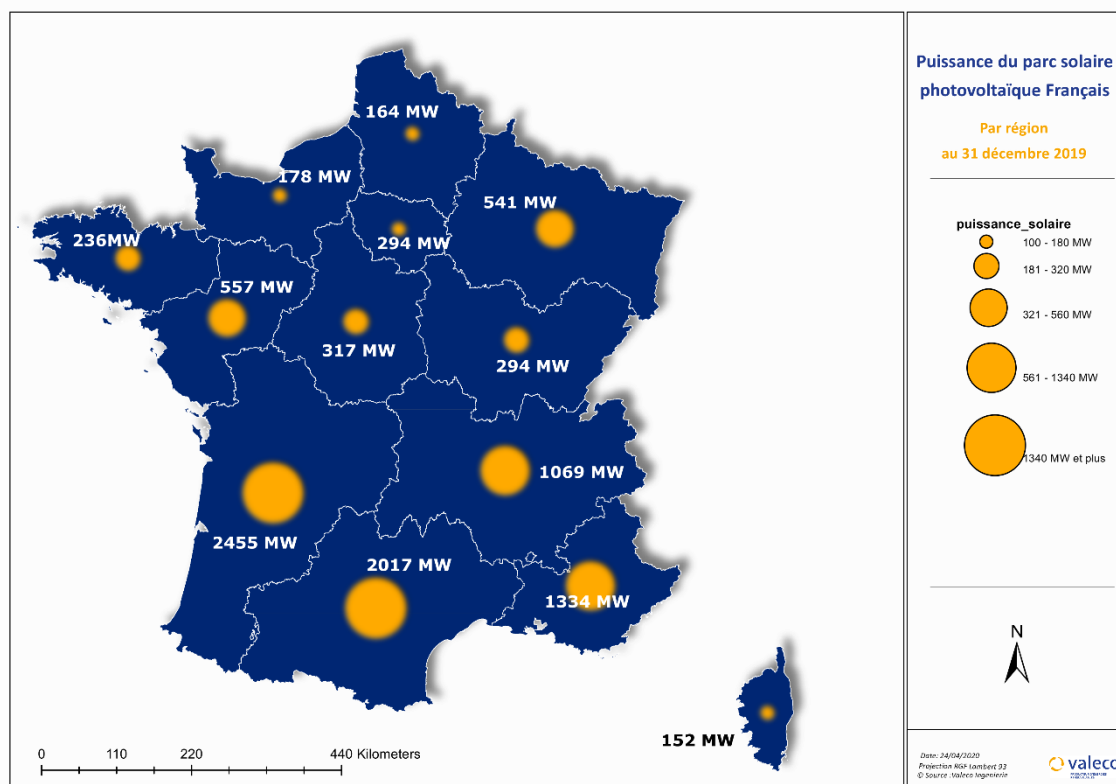 164 MW
178 MW
541 MW
294 MW
236MW
557 MW
317 MW
294 MW
1069 MW
2455 MW
2017 MW
1334 MW
152 MW
0 110 220 440 Kilometers
Puissance du parc solaire
photovoltaïque Français
Par région
au 31 décembre 2019
puissance_solaire
100 - 180 MW
181 - 320 MW
321 - 560 MW
561 - 1340 MW
1340 MW et plus
N
Date: 24/04/2020
Projection RGF Lambert 93
© Source :Valeco Ingenierie
valeco